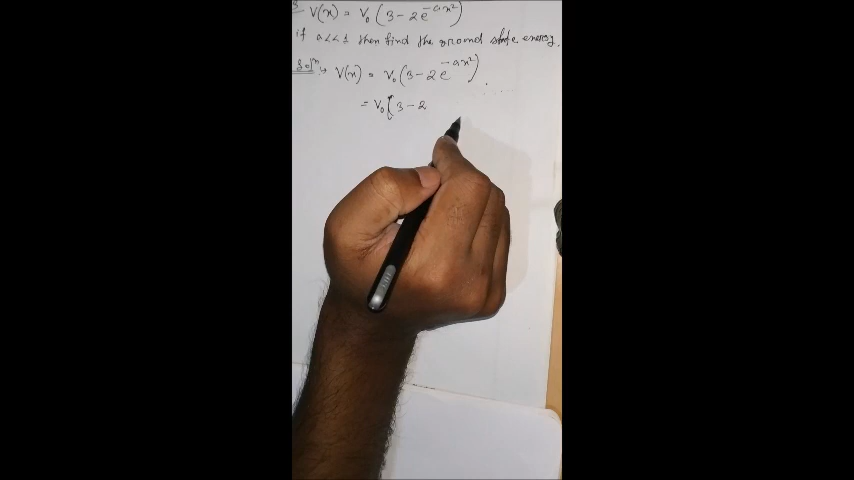 V(x) = V₀ (3 - 2e^{-ax²})
if a<<1 then find the ground state energy.
Solⁿ:→ V(x) = V₀ (3 - 2e^{-ax²}).
= V₀ [3 - 2